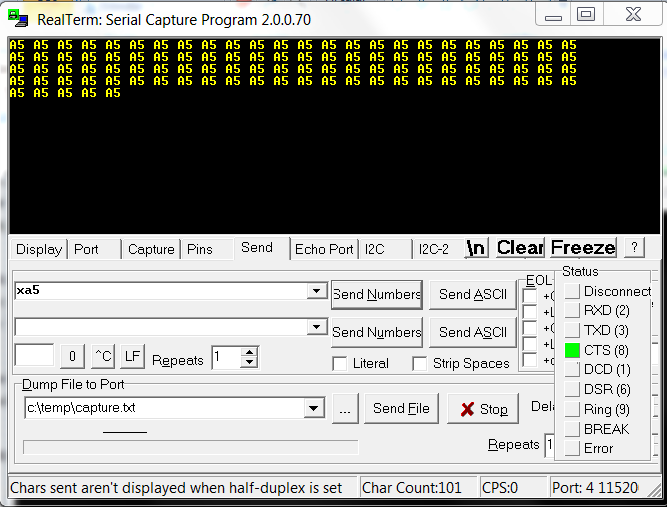 RealTerm: Serial Capture Program 2.0.0.70
A5 A5 A5 A5 A5 A5 A5 A5 A5 A5 A5 A5 A5 A5 A5 A5 A5 A5 A5 A5 A5 A5 A5 A5
A5 A5 A5 A5 A5 A5 A5 A5 A5 A5 A5 A5 A5 A5 A5 A5 A5 A5 A5 A5 A5 A5 A5 A5
A5 A5 A5 A5 A5 A5 A5 A5 A5 A5 A5 A5 A5 A5 A5 A5 A5 A5 A5 A5 A5 A5 A5 A5
A5 A5 A5 A5 A5 A5 A5 A5 A5 A5 A5 A5 A5 A5 A5 A5 A5 A5 A5 A5 A5 A5 A5 A5
A5 A5 A5 A5 A5
Display Port Capture Pins Send Echo Port I2C I2C-2 \n Clear Freeze ?
xa5
Send Numbers Send ASCII
Send Numbers Send ASCII
0 ^C LF Repeats 1
Literal Strip Spaces
EOL
+C
+L
+C
+L
+c
Status
Disconnect
RXD (2)
TXD (3)
CTS (8)
DCD (1)
DSR (6)
Ring (9)
BREAK
Error
Dump File to Port
c:\temp\capture.txt ... Send File Stop Dela
Repeats 1
Chars sent aren't displayed when half-duplex is set Char Count:101 CPS:0 Port: 4 11520